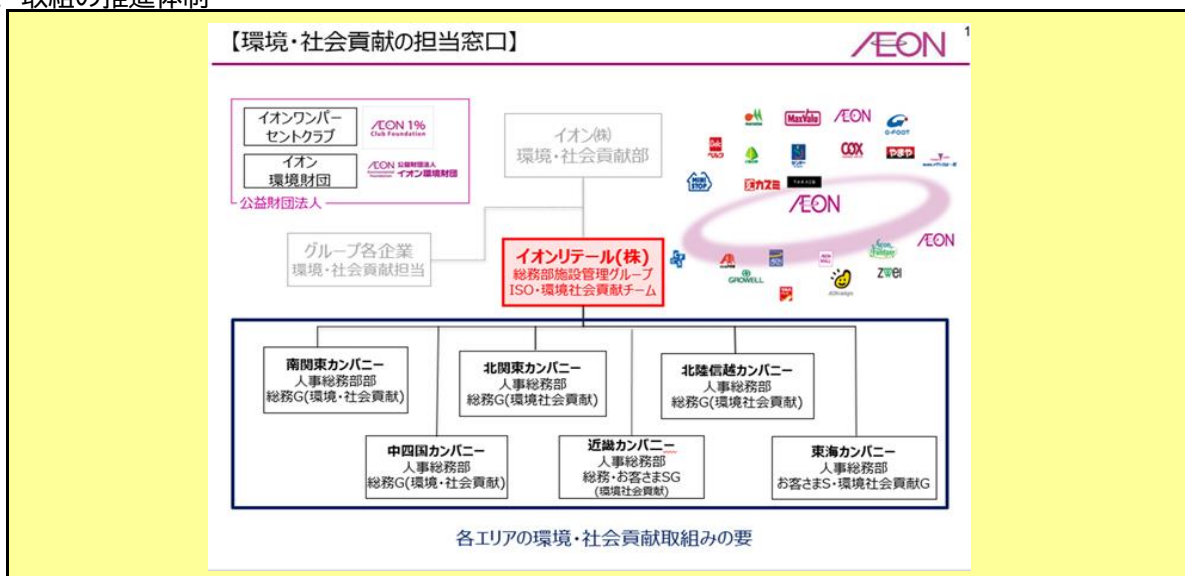 取組の推進体制
【環境・社会貢献の担当窓口】
ÆON
1
イオンワンパー
セントクラブ
ÆON 1%
Club Foundation
イオン
環境財団
ÆON 公益財団法人
イオン環境財団
公益財団法人
イオン(株)
環境・社会貢献部
グループ各企業
環境・社会貢献担当
イオンリテール(株)
総務部施設管理グループ
ISO・環境社会貢献チーム
MaxValu
ÆON
G-FOOT
ベルク
COX
やまや
MINI
STOP
カスミ
TAKAYA
ÆON
ÆON
GROWELL
ZWEI
南関東カンパニー
人事総務部部
総務G(環境・社会貢献)
北関東カンパニー
人事総務部
総務G(環境社会貢献)
北陸信越カンパニー
人事総務部
総務G(環境社会貢献)
中四国カンパニー
人事総務部
総務G(環境・社会貢献)
近畿カンパニー
人事総務部
総務・お客さまSG
(環境社会貢献)
東海カンパニー
人事総務部
お客さまS・環境社会貢献G
各エリアの環境・社会貢献取組みの要